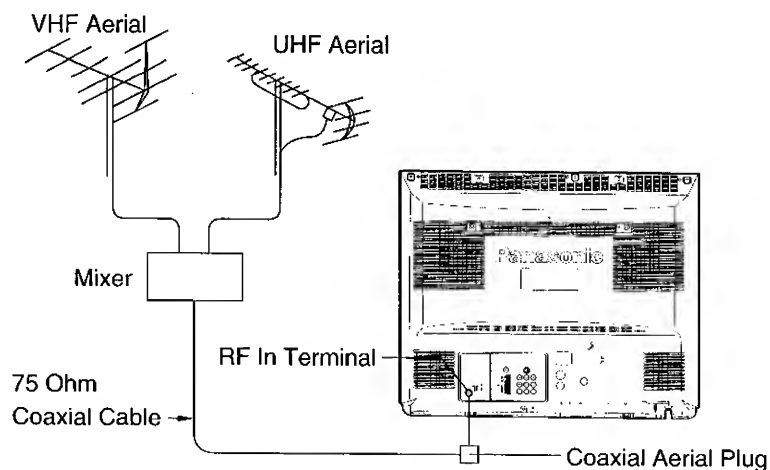 VHF Aerial
UHF Aerial
Panasonic
Mixer
RF In Terminal
75 Ohm
Coaxial Cable
Coaxial Aerial Plug